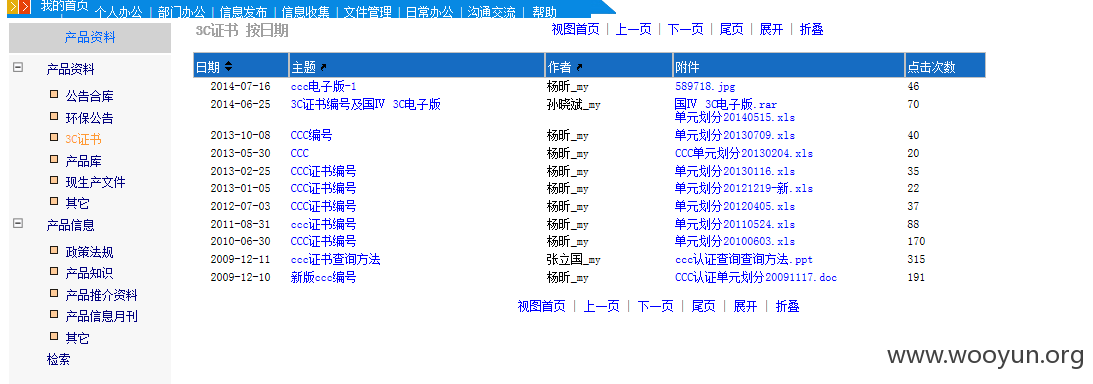 我的首页 个人办公 | 部门办公 | 信息发布 | 信息收集 | 文件管理 | 日常办公 | 沟通交流 | 帮助
产品资料
产品资料
公告合库
环保公告
3C证书
产品库
现生产文件
其它
产品信息
政策法规
产品知识
产品推介资料
产品信息月刊
其它
检索
3C证书 按日期
视图首页 | 上一页 | 下一页 | 尾页 | 展开 | 折叠
日期 主题 作者 附件 点击次数
2014-07-16 ccc电子版-1 杨昕_my 589718.jpg 46
2014-06-25 3C证书编号及国Ⅳ 3C电子版 孙晓斌_my 国Ⅳ 3C电子版.rar 70
单元划分20140515.xls
2013-10-08 CCC编号 杨昕_my 单元划分20130709.xls 40
2013-05-30 CCC 杨昕_my CCC单元划分20130204.xls 20
2013-02-25 CCC证书编号 杨昕_my 单元划分20130116.xls 35
2013-01-05 CCC证书编号 杨昕_my 单元划分20121219-新.xls 22
2012-07-03 CCC证书编号 杨昕_my 单元划分20120405.xls 37
2011-08-31 ccc证书编号 杨昕_my 单元划分20110524.xls 88
2010-06-30 CCC证书编号 杨昕_my 单元划分20100603.xls 170
2009-12-11 ccc证书查询方法 张立国_my ccc认证查询查询方法.ppt 315
2009-12-10 新版ccc编号 杨昕_my CCC认证单元划分20091117.doc 191
视图首页 | 上一页 | 下一页 | 尾页 | 展开 | 折叠
www.wooyun.org